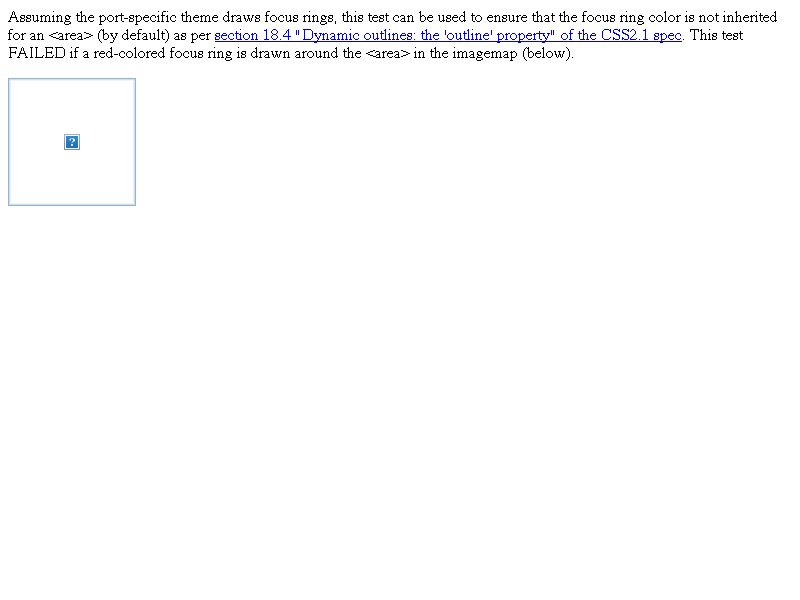 Assuming the port-specific theme draws focus rings, this test can be used to ensure that the focus ring color is not inherited
for an <area> (by default) as per section 18.4 "Dynamic outlines: the 'outline' property" of the CSS2.1 spec. This test
FAILED if a red-colored focus ring is drawn around the <area> in the imagemap (below).
?